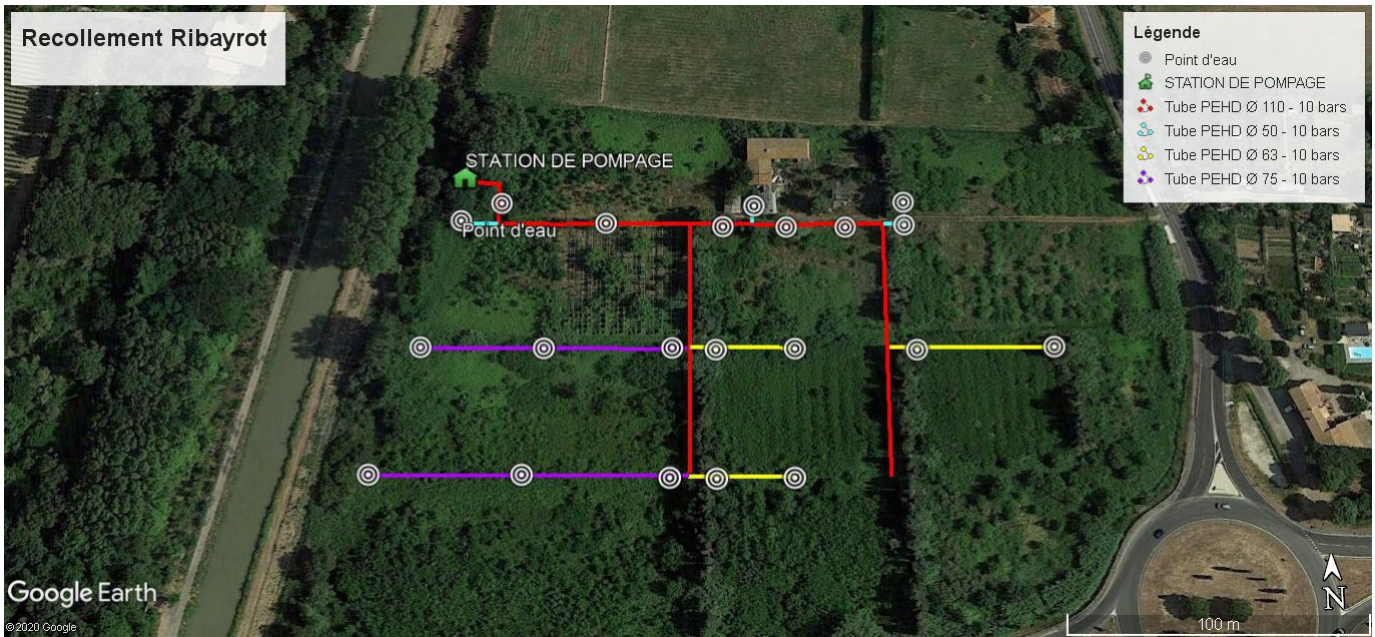 Recollement Ribayrot
Légende
Point d'eau
STATION DE POMPAGE
Tube PEHD Ø 110 - 10 bars
Tube PEHD Ø 50 - 10 bars
Tube PEHD Ø 63 - 10 bars
Tube PEHD Ø 75 - 10 bars
STATION DE POMPAGE
Point d'eau
Google Earth
©2020 Google
100 m
N